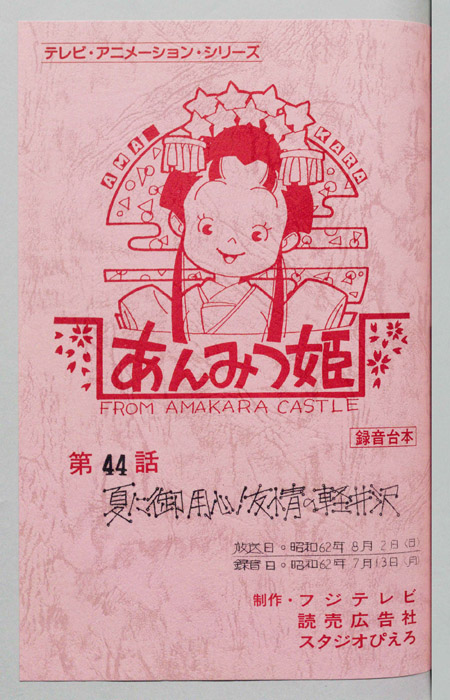 テレビ・アニメーション・シリーズ
AMA KARA
あんみつ姫
FROM AMAKARA CASTLE
録音台本
第44話
夏に御用心!友情の軽井沢
放送日。昭和62年8月2日(日)
録音日。昭和62年7月13日(月)
制作・フジテレビ
読売広告社
スタジオぴえろ